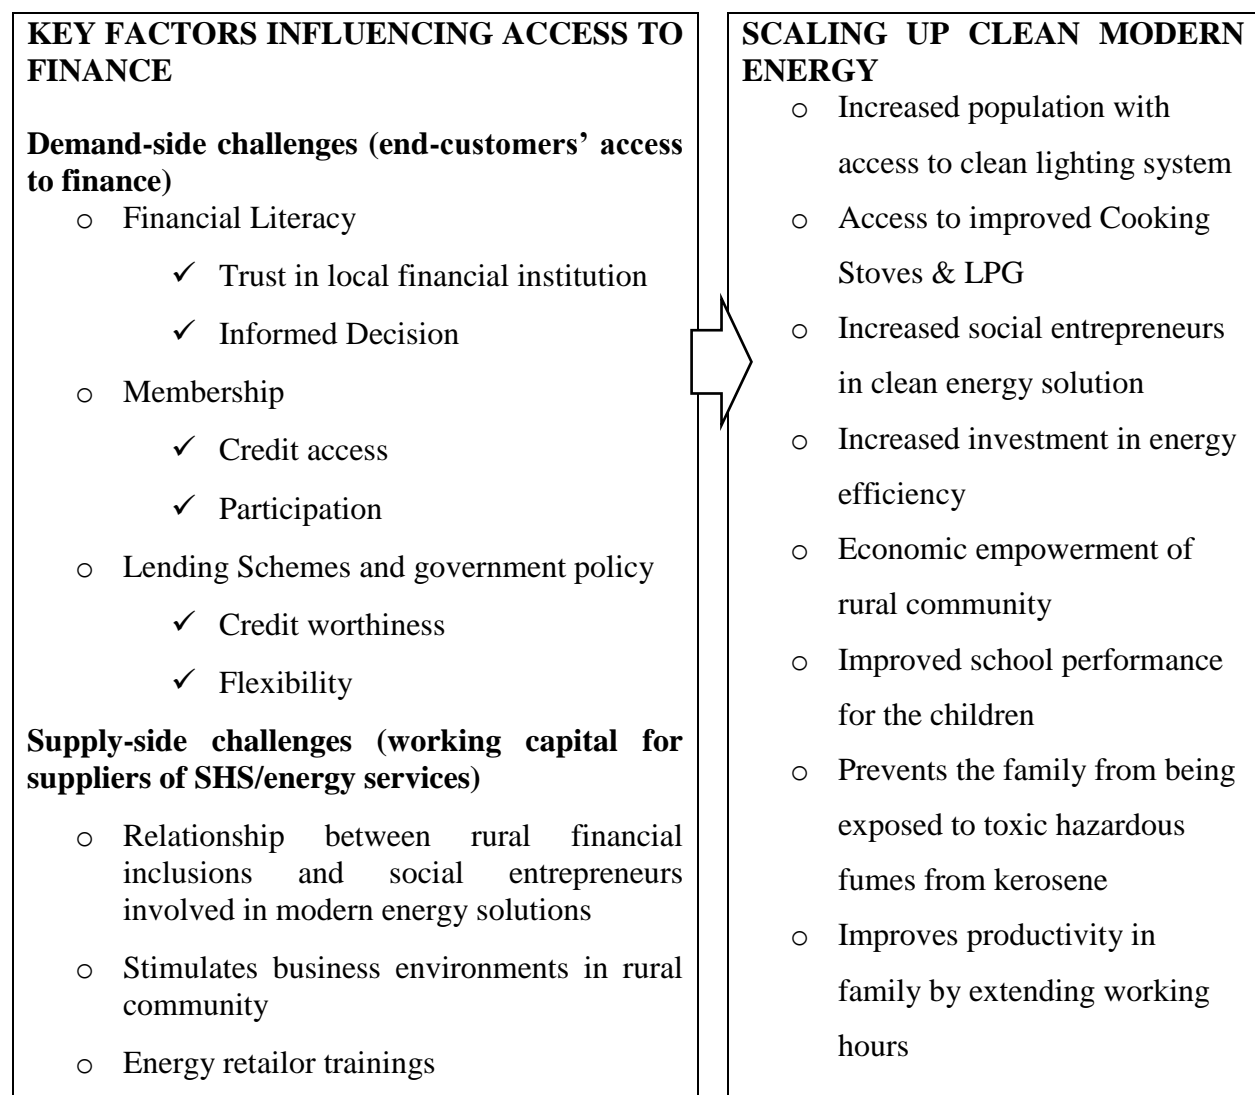 KEY FACTORS INFLUENCING ACCESS TO
FINANCE
Demand-side challenges (end-customers’ access
to finance)
o Financial Literacy
✓ Trust in local financial institution
✓ Informed Decision
o Membership
✓ Credit access
✓ Participation
o Lending Schemes and government policy
✓ Credit worthiness
✓ Flexibility
Supply-side challenges (working capital for
suppliers of SHS/energy services)
o Relationship between rural financial
inclusions and social entrepreneurs
involved in modern energy solutions
o Stimulates business environments in rural
community
o Energy retailor trainings
SCALING UP CLEAN MODERN
ENERGY
o Increased population with
access to clean lighting system
o Access to improved Cooking
Stoves & LPG
o Increased social entrepreneurs
in clean energy solution
o Increased investment in energy
efficiency
o Economic empowerment of
rural community
o Improved school performance
for the children
o Prevents the family from being
exposed to toxic hazardous
fumes from kerosene
o Improves productivity in
family by extending working
hours